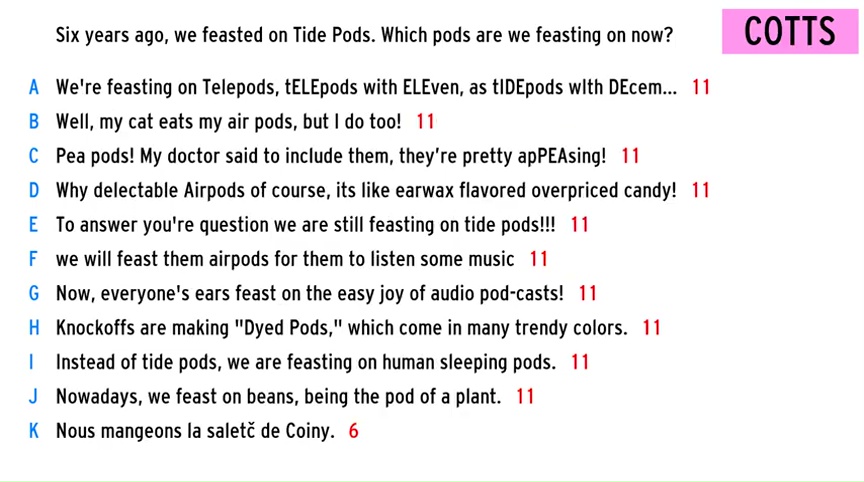 Six years ago, we feasted on Tide Pods. Which pods are we feasting on now?
COTTS
A We're feasting on Telepods, tELEpods with ELEven, as tIDEpods wIth DEcem... 11
B Well, my cat eats my air pods, but I do too! 11
C Pea pods! My doctor said to include them, they're pretty apPEAsing! 11
D Why delectable Airpods of course, its like earwax flavored overpriced candy! 11
E To answer you're question we are still feasting on tide pods!!! 11
F we will feast them airpods for them to listen some music 11
G Now, everyone's ears feast on the easy joy of audio pod-casts! 11
H Knockoffs are making "Dyed Pods," which come in many trendy colors. 11
I Instead of tide pods, we are feasting on human sleeping pods. 11
J Nowadays, we feast on beans, being the pod of a plant. 11
K Nous mangeons la saletč de Coiny. 6